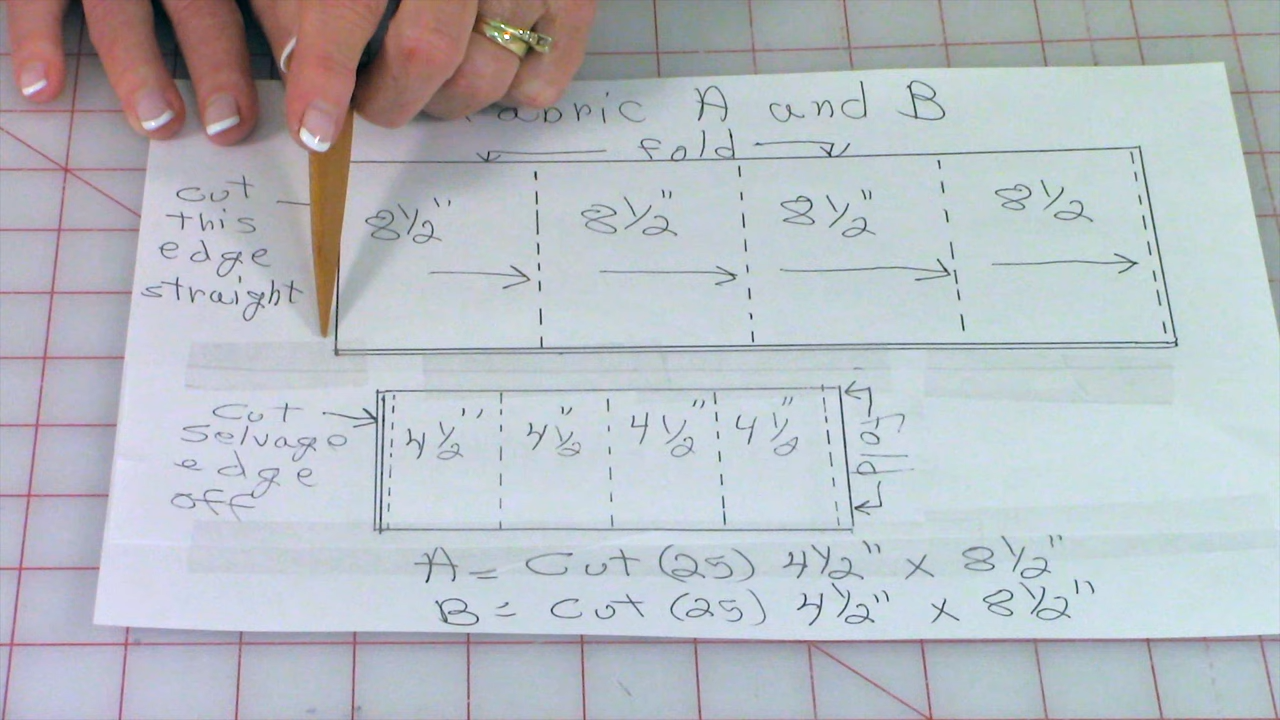 Fabric A and B
fold
cut
this
edge
straight
8½" 8½" 8½" 8½
Cut
Selvage
edge
off
4½" 4½" 4½" 4½"
fold
A = Cut (25) 4½" x 8½"
B = Cut (25) 4½" x 8½"